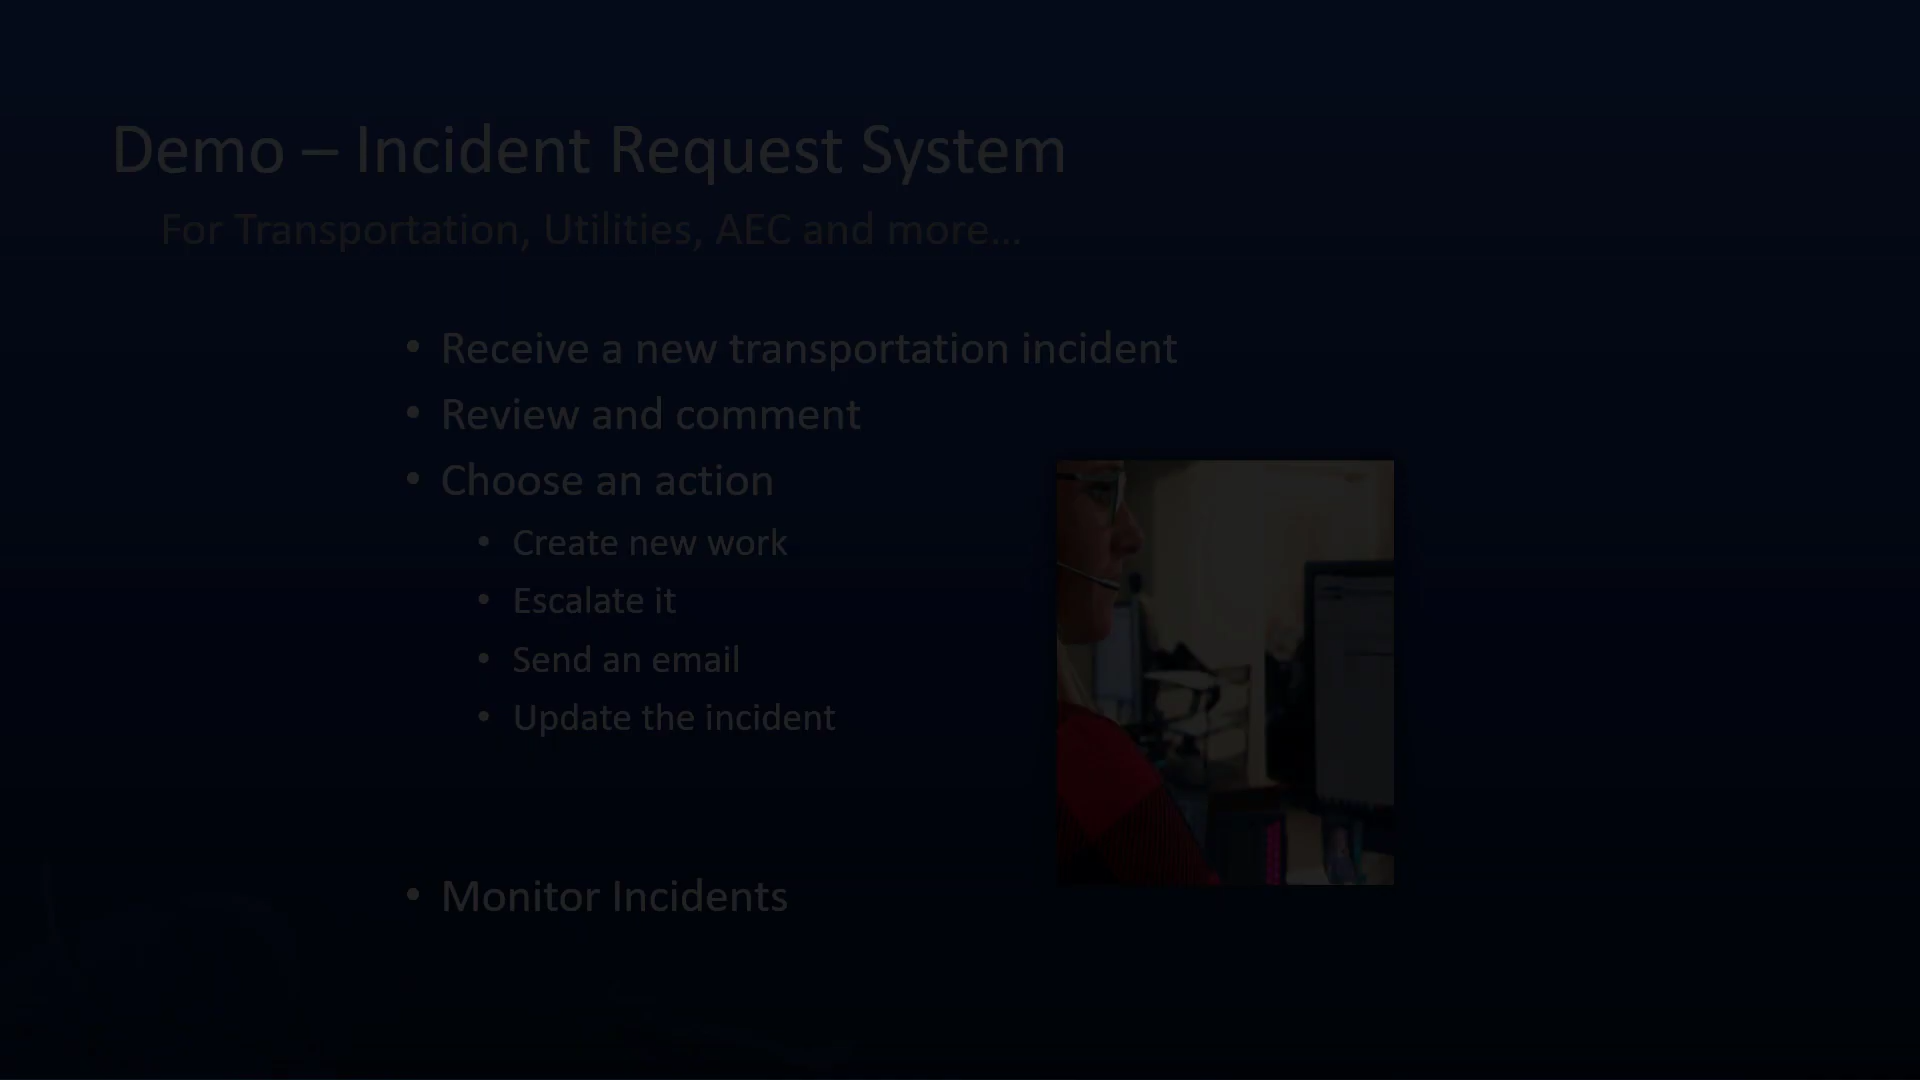 Demo – Incident Request System
For Transportation, Utilities, AEC and more...
• Receive a new transportation incident
• Review and comment
• Choose an action
• Create new work
• Escalate it
• Send an email
• Update the incident
• Monitor Incidents